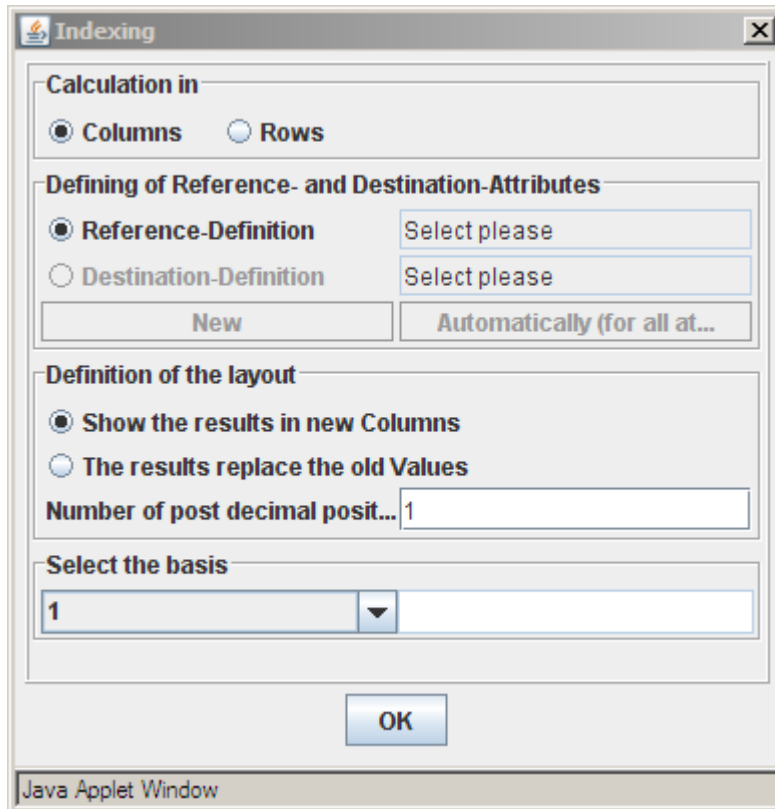 Indexing
Calculation in
Columns Rows
Defining of Reference- and Destination-Attributes
Reference-Definition Select please
Destination-Definition Select please
New Automatically (for all at...
Definition of the layout
Show the results in new Columns
The results replace the old Values
Number of post decimal posit... 1
Select the basis
1
OK
Java Applet Window